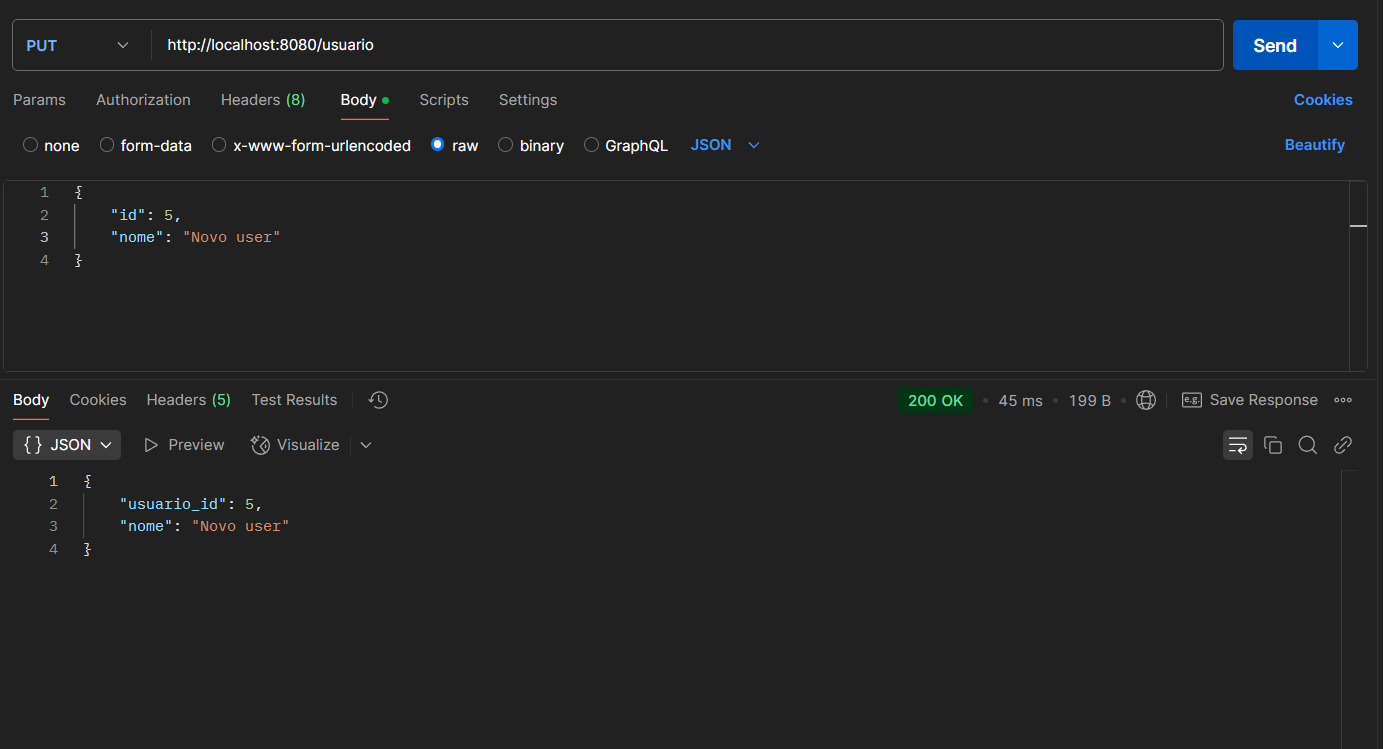 PUT http://localhost:8080/usuario Send
Params Authorization Headers (8) Body Scripts Settings Cookies
none form-data x-www-form-urlencoded raw binary GraphQL JSON Beautify
1 {
2 "id": 5,
3 "nome": "Novo user"
4 }
Body Cookies Headers (5) Test Results 200 OK • 45 ms • 199 B • e.g. Save Response
{} JSON Preview Visualize
1 {
2 "usuario_id": 5,
3 "nome": "Novo user"
4 }